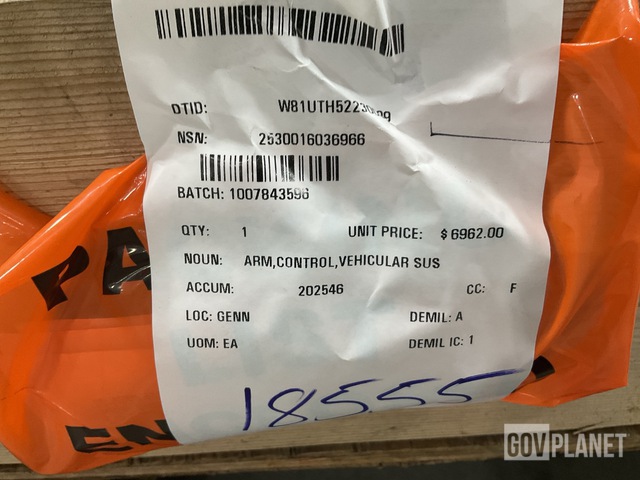 DTID:
NSN: 2530016036966
BATCH: 1007843596
QTY: 1 UNIT PRICE: $ 6962.00
NOUN: ARM,CONTROL,VEHICULAR SUS
ACCUM: 202546 CC: F
LOC: GENN DEMIL: A
UOM: EA DEMIL IC: 1
18555
EN
GOVPLANET